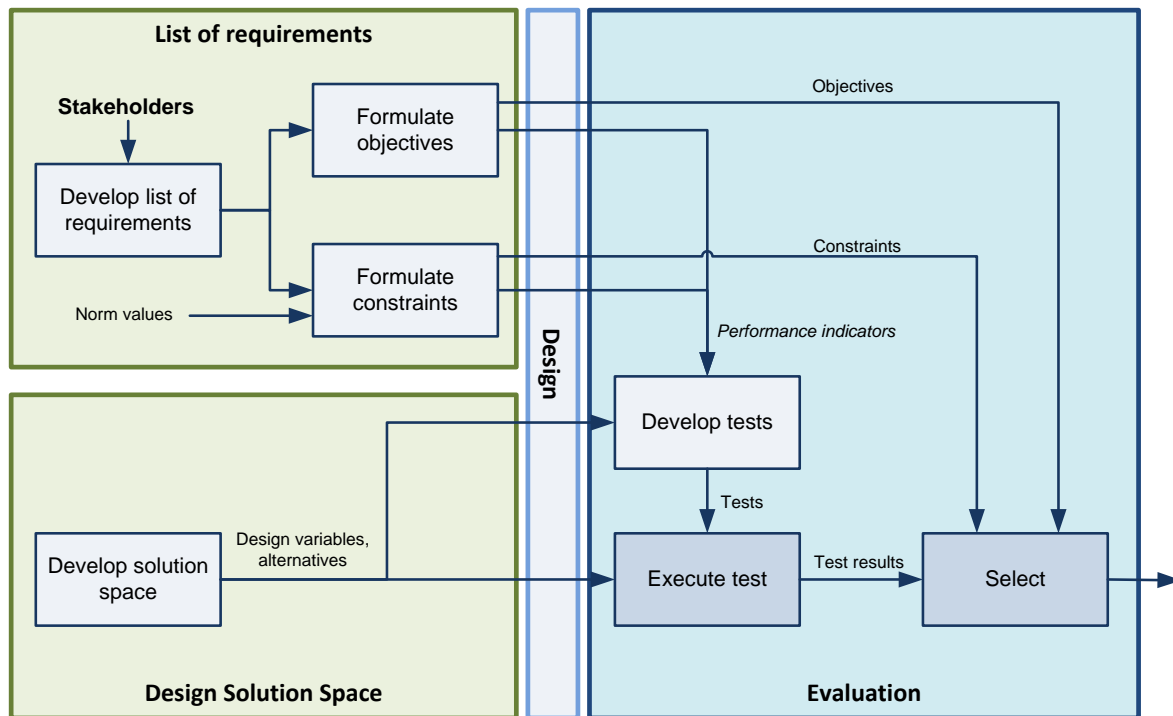 List of requirements
Stakeholders
Develop list of
requirements
Formulate
objectives
Formulate
constraints
Norm values
Design
Objectives
Constraints
Performance indicators
Develop tests
Tests
Develop solution
space
Design variables,
alternatives
Execute test
Test results
Select
Design Solution Space
Evaluation